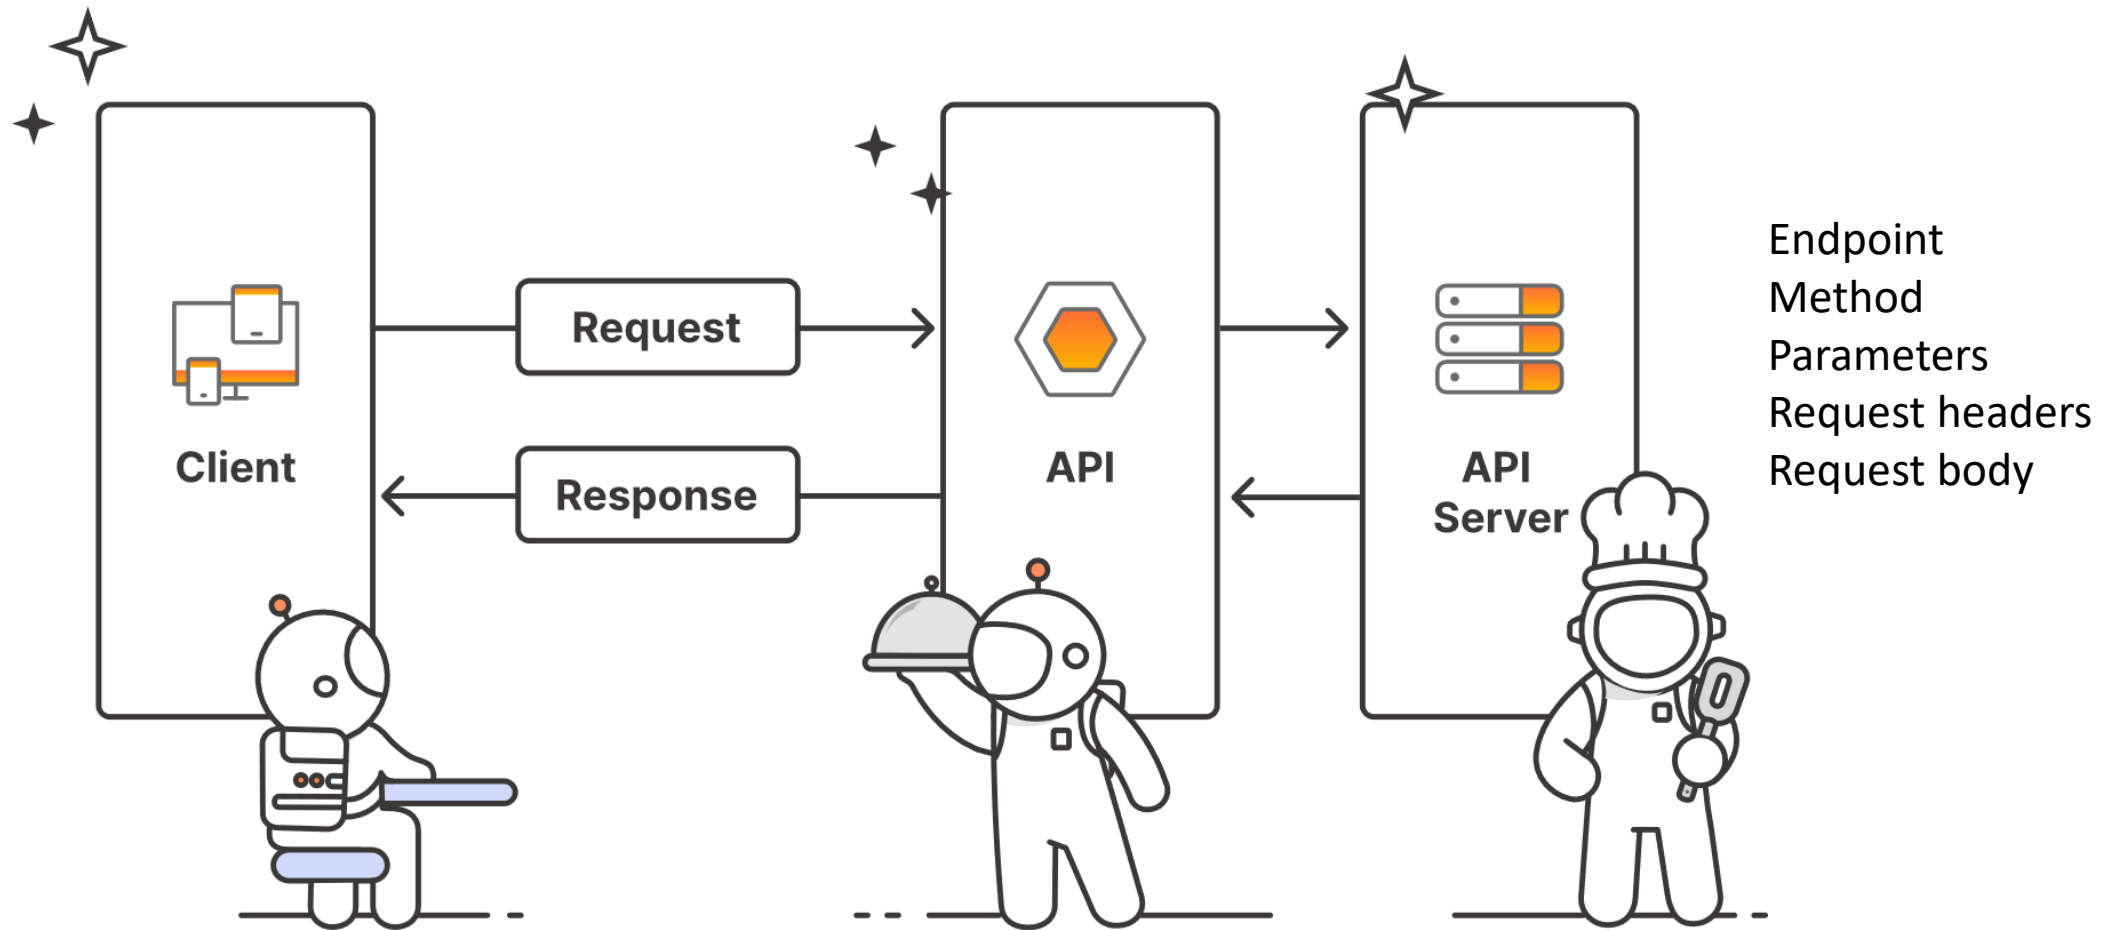 Request
Response
Client
API
API
Server
Endpoint
Method
Parameters
Request headers
Request body